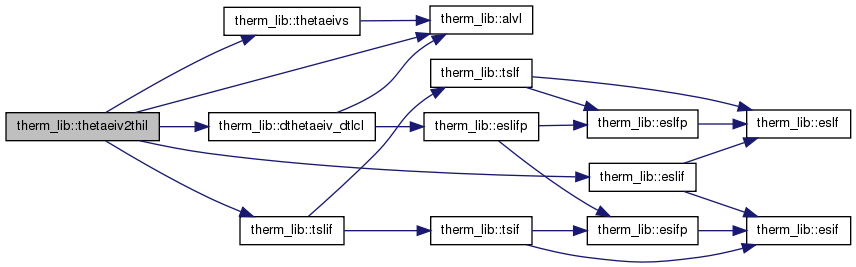 therm_lib::thetaeivs
therm_lib::alvl
therm_lib::tslf
therm_lib::thetaeiv2thil
therm_lib::dthetaeiv_dtlcl
therm_lib::eslifp
therm_lib::eslfp
therm_lib::eslf
therm_lib::eslif
therm_lib::tslif
therm_lib::tsif
therm_lib::esifp
therm_lib::esif